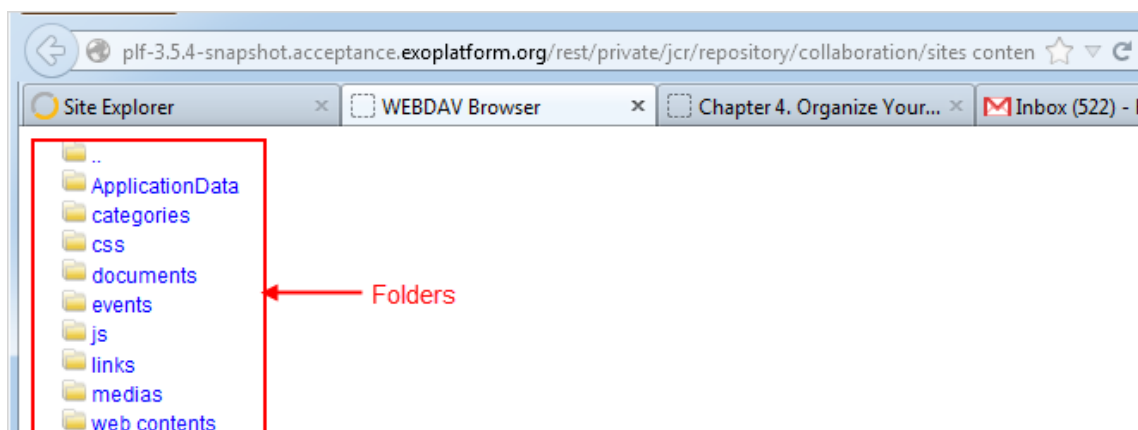 plf-3.5.4-snapshot.acceptance.exoplatform.org/rest/private/jcr/repository/collaboration/sites conten
Site Explorer × WEBDAV Browser × Chapter 4. Organize Your... × Inbox (522) -
..
ApplicationData
categories
css
documents
events
Folders
js
links
medias
web contents